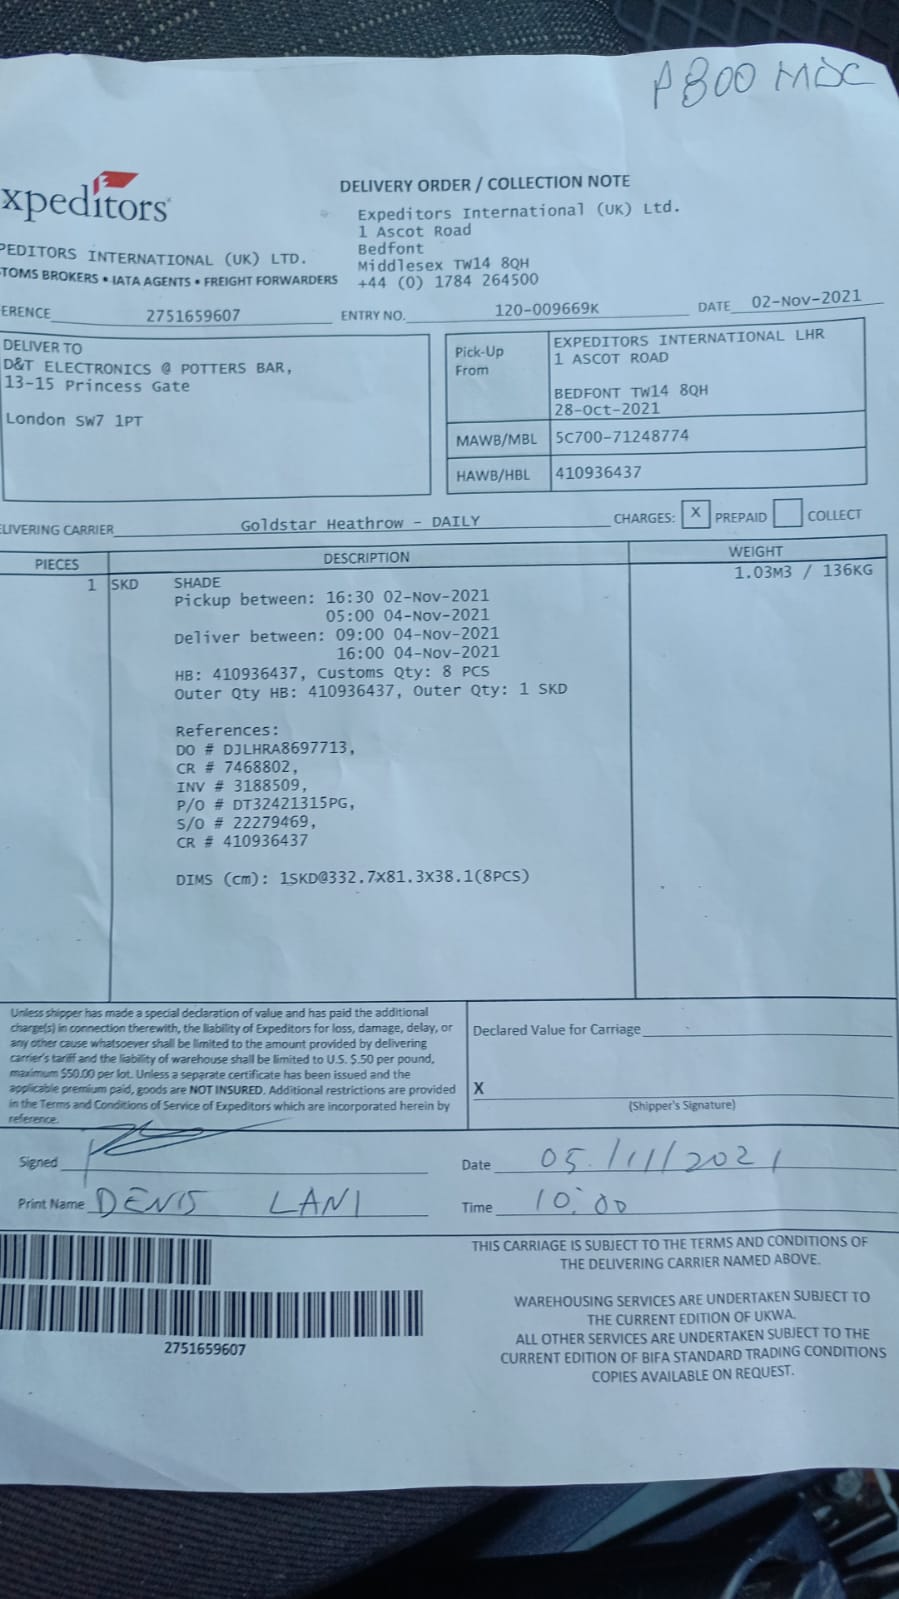 P800 MDC
xpeditors
DELIVERY ORDER / COLLECTION NOTE
Expeditors International (UK) Ltd.
1 Ascot Road
Bedfont
Middlesex TW14 8QH
+44 (0) 1784 264500
PEDITORS INTERNATIONAL (UK) LTD.
TOMS BROKERS • IATA AGENTS • FREIGHT FORWARDERS
ERENCE 2751659607 ENTRY NO. 120-009669K DATE 02-Nov-2021
DELIVER TO
D&T ELECTRONICS @ POTTERS BAR,
13-15 Princess Gate
London SW7 1PT
Pick-Up From
EXPEDITORS INTERNATIONAL LHR
1 ASCOT ROAD
BEDFONT TW14 8QH
28-Oct-2021
MAWB/MBL 5C700-71248774
HAWB/HBL 410936437
ELIVERING CARRIER Goldstar Heathrow - DAILY CHARGES: X PREPAID COLLECT
PIECES DESCRIPTION WEIGHT
1 SKD SHADE 1.03M3 / 136KG
Pickup between: 16:30 02-Nov-2021
05:00 04-Nov-2021
Deliver between: 09:00 04-Nov-2021
16:00 04-Nov-2021
HB: 410936437, Customs Qty: 8 PCS
Outer Qty HB: 410936437, Outer Qty: 1 SKD
References:
DO # DJLHRA8697713,
CR # 7468802,
INV # 3188509,
P/O # DT32421315PG,
S/O # 22279469,
CR # 410936437
DIMS (cm): 1SKD@332.7X81.3X38.1(8PCS)
Unless shipper has made a special declaration of value and has paid the additional
charge(s) in connection therewith, the liability of Expeditors for loss, damage, delay, or
any other cause whatsoever shall be limited to the amount provided by delivering
carrier's tariff and the liability of warehouse shall be limited to U.S. $.50 per pound,
maximum $50.00 per lot. Unless a separate certificate has been issued and the
applicable premium paid, goods are NOT INSURED. Additional restrictions are provided
in the Terms and Conditions of Service of Expeditors which are incorporated herein by
reference.
Declared Value for Carriage
X
(Shipper's Signature)
Signed
Date 05/11/2021
Print Name DENIS LANI
Time 10:00
THIS CARRIAGE IS SUBJECT TO THE TERMS AND CONDITIONS OF
THE DELIVERING CARRIER NAMED ABOVE.
WAREHOUSING SERVICES ARE UNDERTAKEN SUBJECT TO
THE CURRENT EDITION OF UKWA.
ALL OTHER SERVICES ARE UNDERTAKEN SUBJECT TO THE
CURRENT EDITION OF BIFA STANDARD TRADING CONDITIONS
COPIES AVAILABLE ON REQUEST.
2751659607